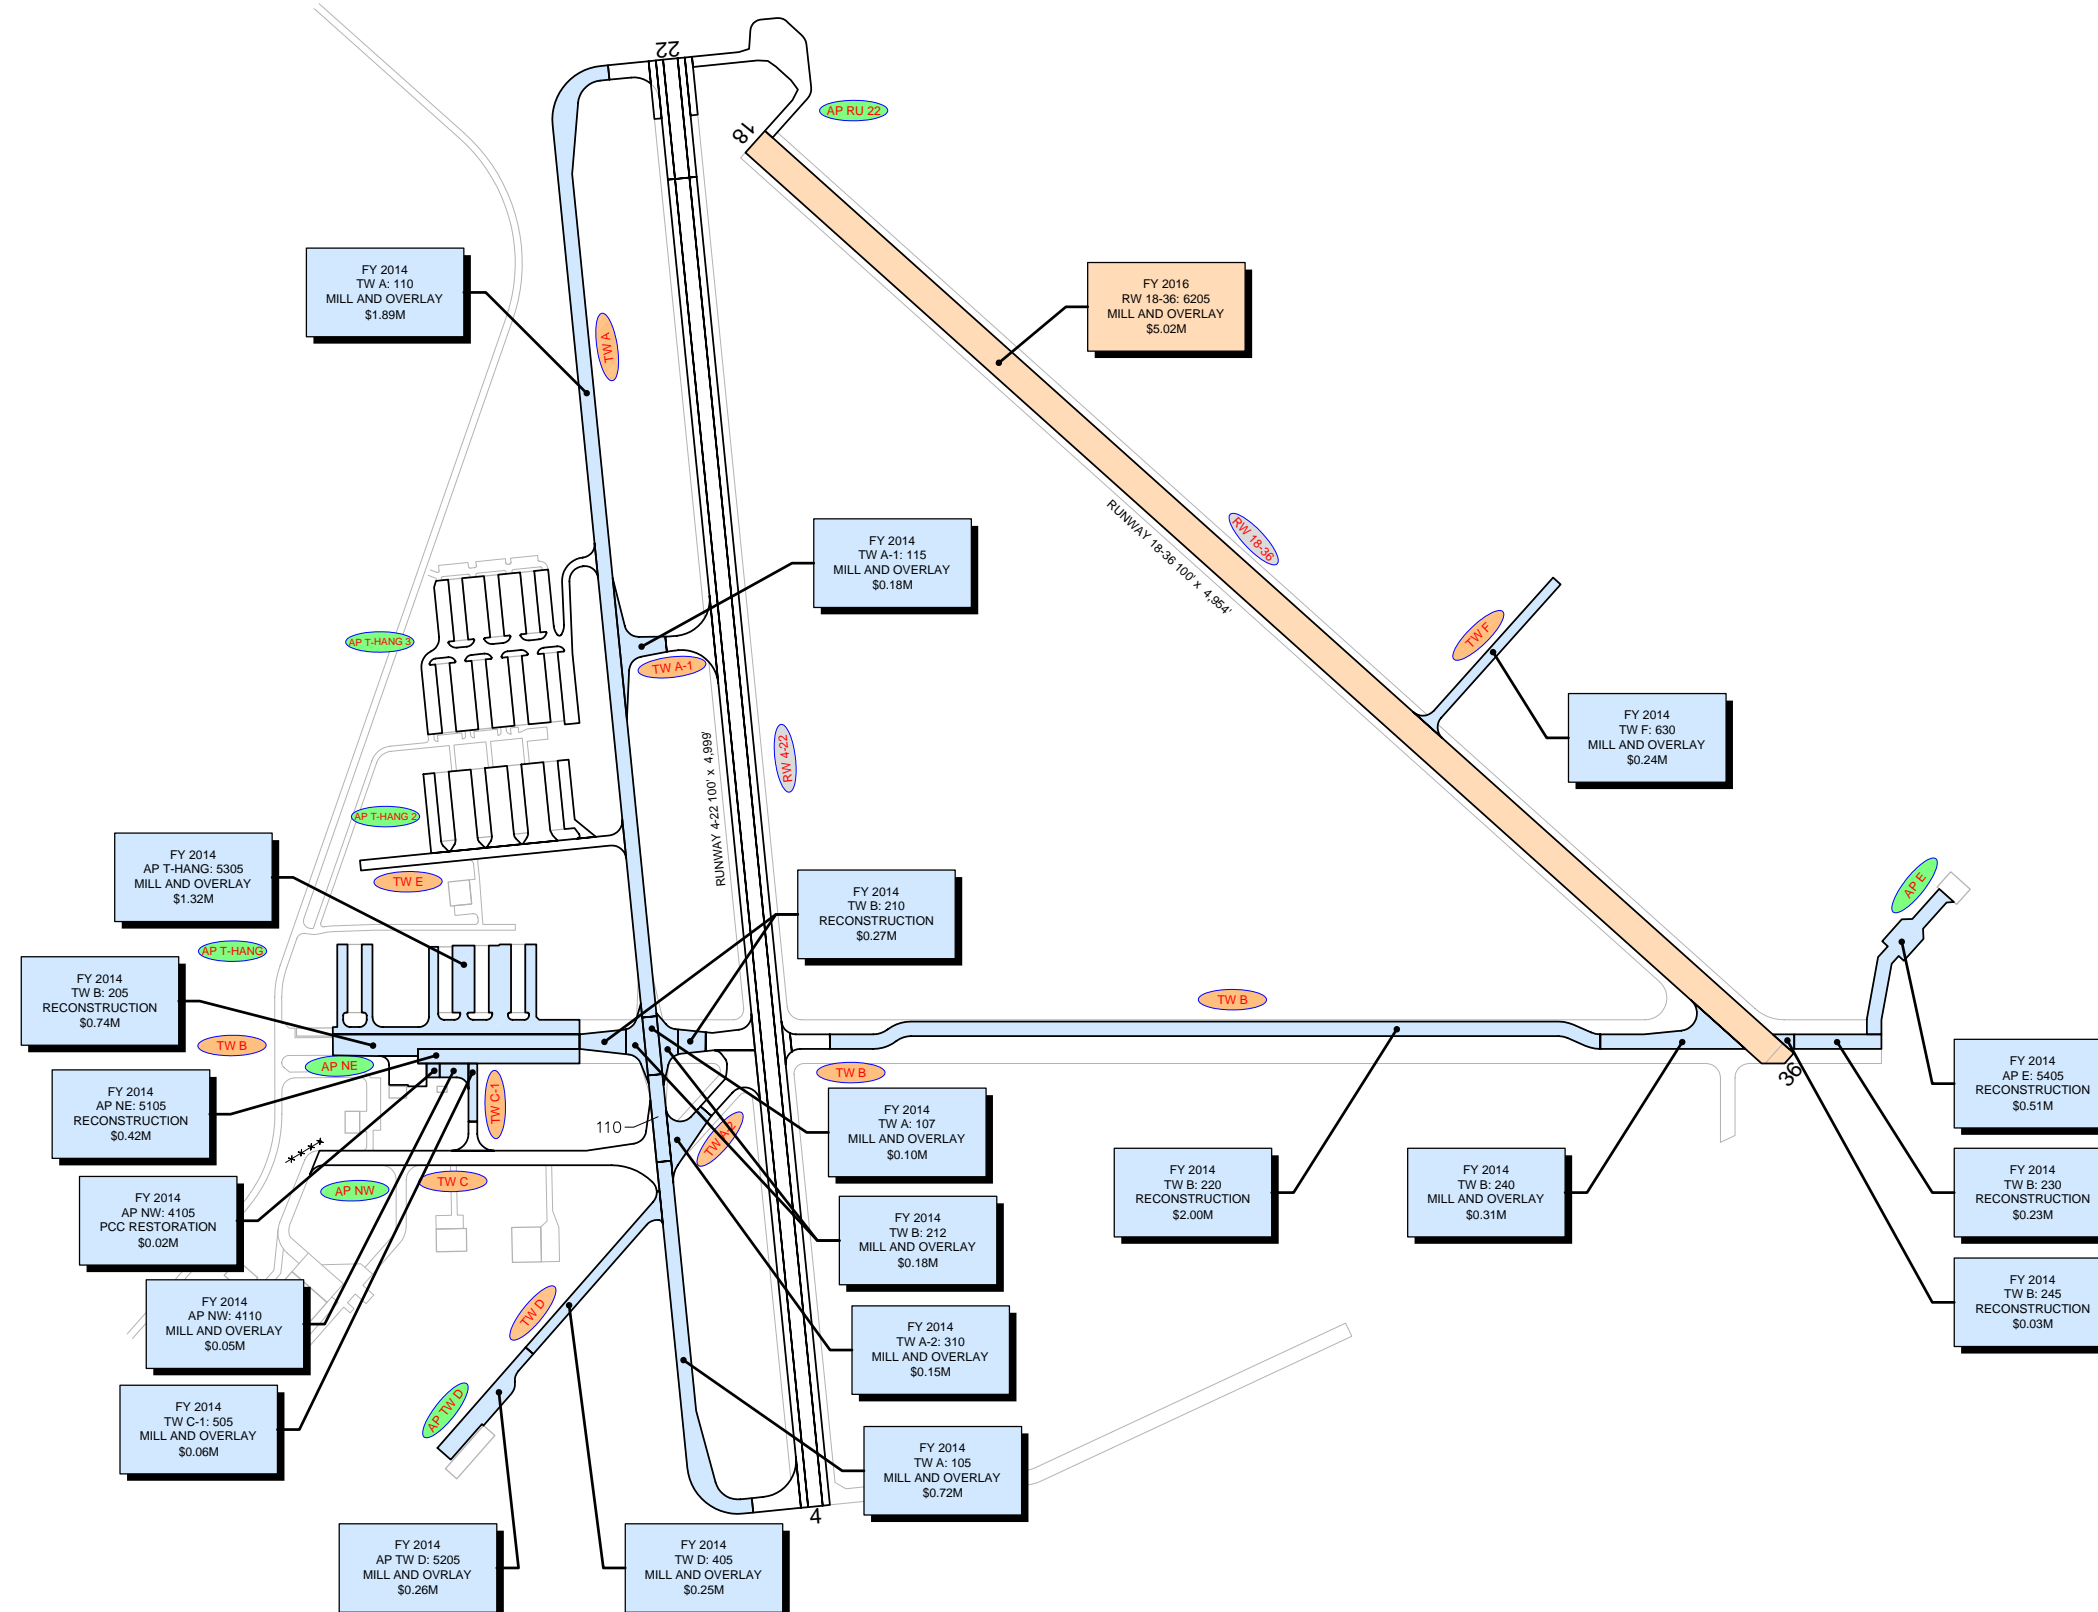 22
AP RU 22
18
FY 2014
TW A: 110
MILL AND OVERLAY
$1.89M
FY 2016
RW 18-36: 6205
MILL AND OVERLAY
$5.02M
TW A
FY 2014
TW A-1: 115
MILL AND OVERLAY
$0.18M
RUNWAY 18-36 100' x 4,954'
RW 18-36
TW F
AP T-HANG 3
TW A-1
FY 2014
TW F: 630
MILL AND OVERLAY
$0.24M
RUNWAY 4-22 100' x 4,999'
RW 4-22
AP T-HANG 2
FY 2014
AP T-HANG: 5305
MILL AND OVERLAY
$1.32M
TW E
FY 2014
TW B: 210
RECONSTRUCTION
$0.27M
AP E
AP T-HANG
FY 2014
TW B: 205
RECONSTRUCTION
$0.74M
TW B
TW B
AP NE
TW B
36
FY 2014
AP NE: 5105
RECONSTRUCTION
$0.42M
TW C-1
110
TW A-2
FY 2014
TW A: 107
MILL AND OVERLAY
$0.10M
FY 2014
AP E: 5405
RECONSTRUCTION
$0.51M
FY 2014
AP NW: 4105
PCC RESTORATION
$0.02M
AP NW
TW C
FY 2014
TW B: 212
MILL AND OVERLAY
$0.18M
FY 2014
TW B: 220
RECONSTRUCTION
$2.00M
FY 2014
TW B: 240
MILL AND OVERLAY
$0.31M
FY 2014
TW B: 230
RECONSTRUCTION
$0.23M
FY 2014
AP NW: 4110
MILL AND OVERLAY
$0.05M
TW D
FY 2014
TW A-2: 310
MILL AND OVERLAY
$0.15M
FY 2014
TW B: 245
RECONSTRUCTION
$0.03M
FY 2014
TW C-1: 505
MILL AND OVERLAY
$0.06M
AP TW D
FY 2014
TW A: 105
MILL AND OVERLAY
$0.72M
4
FY 2014
AP TW D: 5205
MILL AND OVRLAY
$0.26M
FY 2014
TW D: 405
MILL AND OVERLAY
$0.25M